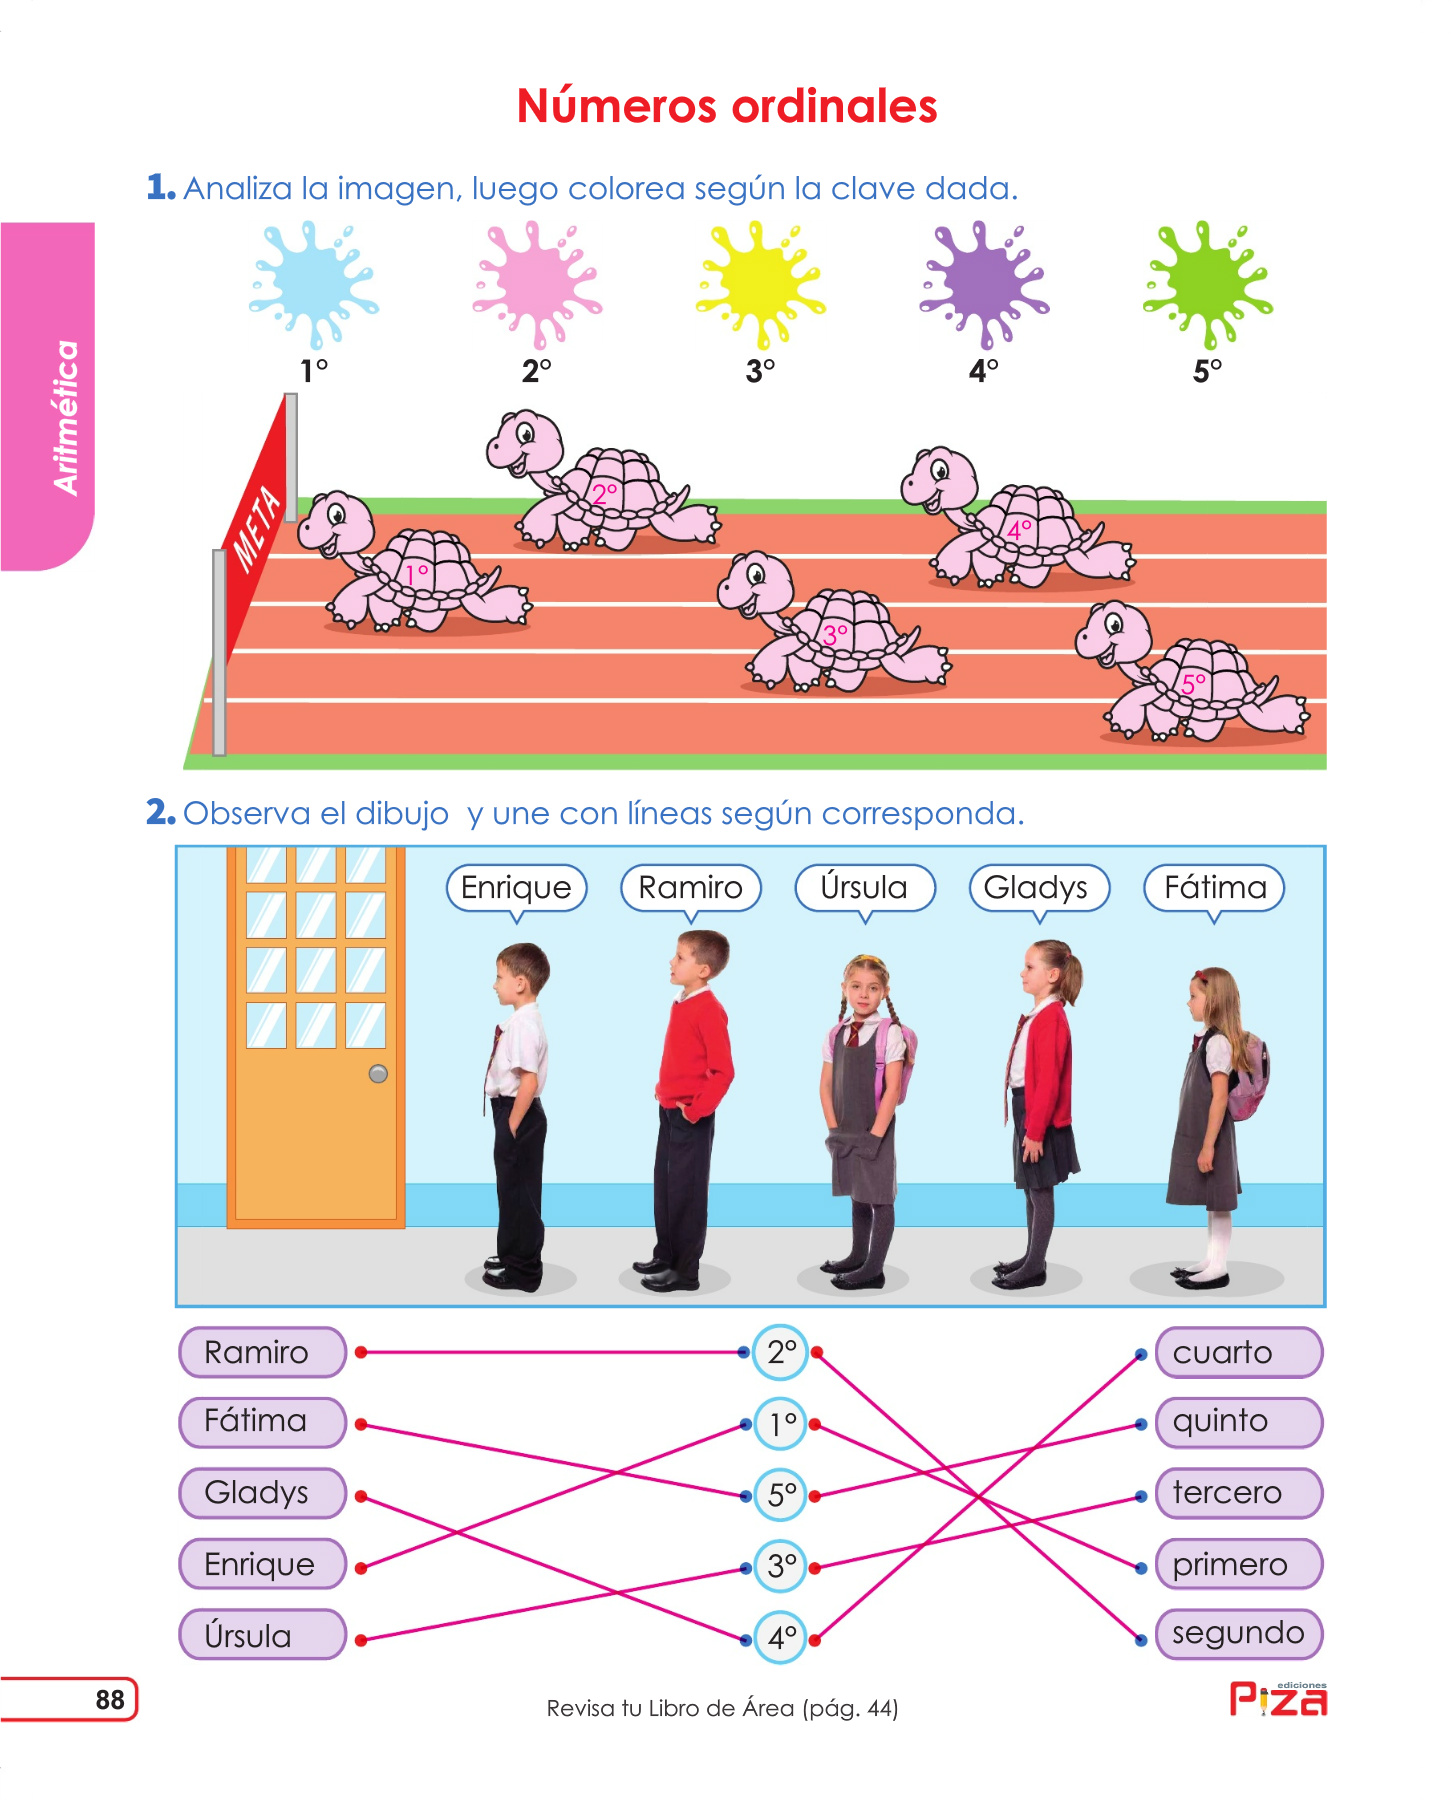 Números ordinales
1. Analiza la imagen, luego colorea según la clave dada.
Aritmética
1° 2° 3° 4° 5°
META
1°
2°
3°
4°
5°
2. Observa el dibujo y une con líneas según corresponda.
Enrique Ramiro Úrsula Gladys Fátima
Ramiro 2° cuarto
Fátima 1° quinto
Gladys 5° tercero
Enrique 3° primero
Úrsula 4° segundo
88
Revisa tu Libro de Área (pág. 44)
ediciones
Piza